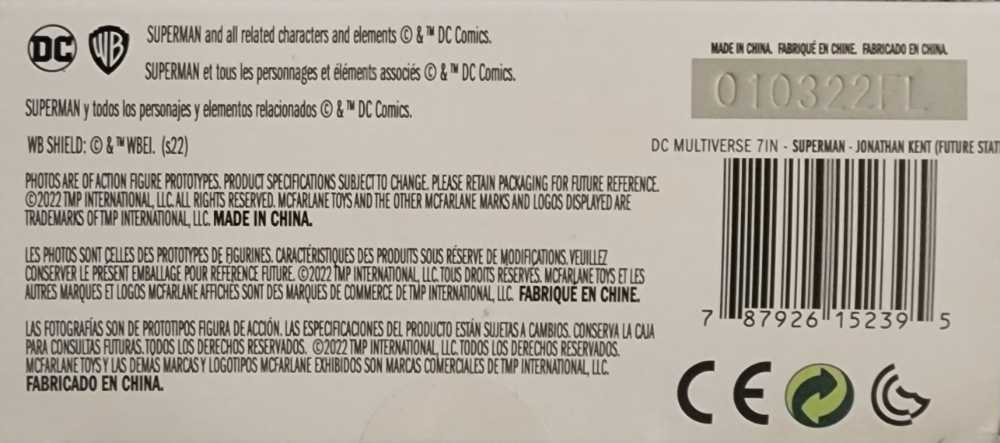 DC WB SUPERMAN and all related characters and elements © & ™ DC Comics.
SUPERMAN et tous les personnages et éléments associés © & ™ DC Comics.
SUPERMAN y todos los personajes y elementos relacionados © & ™ DC Comics.
WB SHIELD: © & ™ WBEI. (s22)
PHOTOS ARE OF ACTION FIGURE PROTOTYPES. PRODUCT SPECIFICATIONS SUBJECT TO CHANGE. PLEASE RETAIN PACKAGING FOR FUTURE REFERENCE.
©2022 TMP INTERNATIONAL, LLC. ALL RIGHTS RESERVED. MCFARLANE TOYS AND THE OTHER MCFARLANE MARKS AND LOGOS DISPLAYED ARE
TRADEMARKS OF TMP INTERNATIONAL, LLC. MADE IN CHINA.
LES PHOTOS SONT CELLES DES PROTOTYPES DE FIGURINES. CARACTÉRISTIQUES DES PRODUITS SOUS RÉSERVE DE MODIFICATIONS. VEUILLEZ
CONSERVER LE PRÉSENT EMBALLAGE POUR RÉFÉRENCE FUTURE. ©2022 TMP INTERNATIONAL, LLC. TOUS DROITS RÉSERVÉS. MCFARLANE TOYS ET LES
AUTRES MARQUES ET LOGOS MCFARLANE AFFICHÉS SONT DES MARQUES DE COMMERCE DE TMP INTERNATIONAL, LLC. FABRIQUÉ EN CHINE.
LAS FOTOGRAFÍAS SON DE PROTOTIPOS FIGURA DE ACCIÓN. LAS ESPECIFICACIONES DEL PRODUCTO ESTÁN SUJETAS A CAMBIOS. CONSERVA LA CAJA
PARA CONSULTAS FUTURAS. TODOS LOS DERECHOS RESERVADOS. ©2022 TMP INTERNATIONAL, LLC. TODOS LOS DERECHOS RESERVADOS.
MCFARLANE TOYS Y LAS DEMAS MARCAS Y LOGOTIPOS MCFARLANE EXHIBIDOS SON MARCAS COMERCIALES DE TMP INTERNATIONAL, LLC.
FABRICADO EN CHINA.
MADE IN CHINA. FABRIQUÉ EN CHINE. FABRICADO EN CHINA.
010322FL
DC MULTIVERSE 7IN - SUPERMAN - JONATHAN KENT (FUTURE STAT
7 87926 15239 5
CE